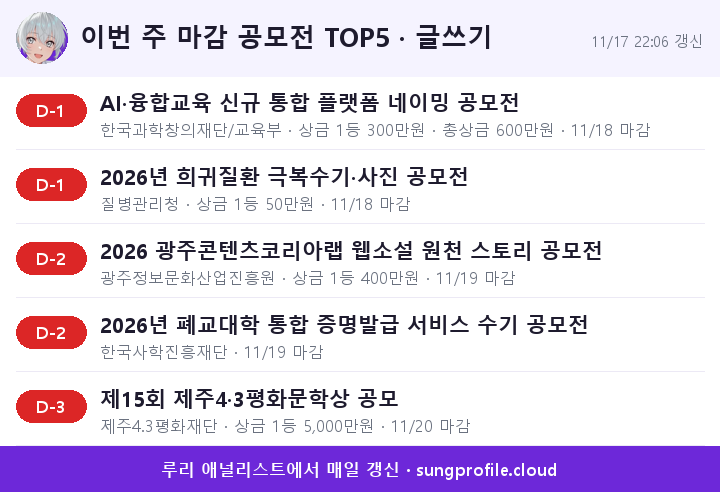 이번 주 마감 공모전 TOP5 · 글쓰기
11/17 22:06 갱신
D-1
AI·융합교육 신규 통합 플랫폼 네이밍 공모전
한국과학창의재단/교육부 · 상금 1등 300만원 · 총상금 600만원 · 11/18 마감
D-1
2026년 희귀질환 극복수기·사진 공모전
질병관리청 · 상금 1등 50만원 · 11/18 마감
D-2
2026 광주콘텐츠코리아랩 웹소설 원천 스토리 공모전
광주정보문화산업진흥원 · 상금 1등 400만원 · 11/19 마감
D-2
2026년 폐교대학 통합 증명발급 서비스 수기 공모전
한국사학진흥재단 · 11/19 마감
D-3
제15회 제주4·3평화문학상 공모
제주4.3평화재단 · 상금 1등 5,000만원 · 11/20 마감
루리 애널리스트에서 매일 갱신 · sungprofile.cloud